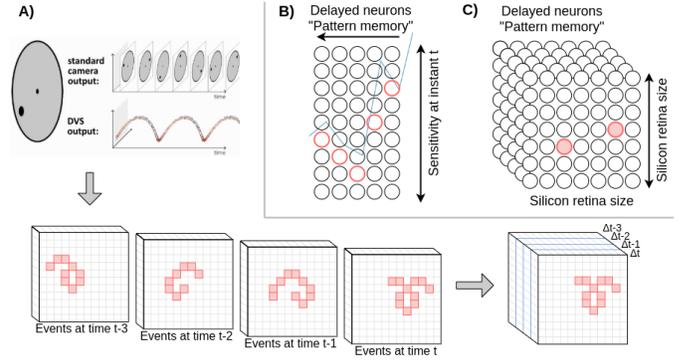 A)
standard
camera
output:
time
DVS
output:
time
B)
Delayed neurons
"Pattern memory"
Sensitivity at instant t
C)
Delayed neurons
"Pattern memory"
Silicon retina size
Silicon retina size
Events at time t-3
Events at time t-2
Events at time t-1
Events at time t
Δt-3
Δt-2
Δt-1
Δt